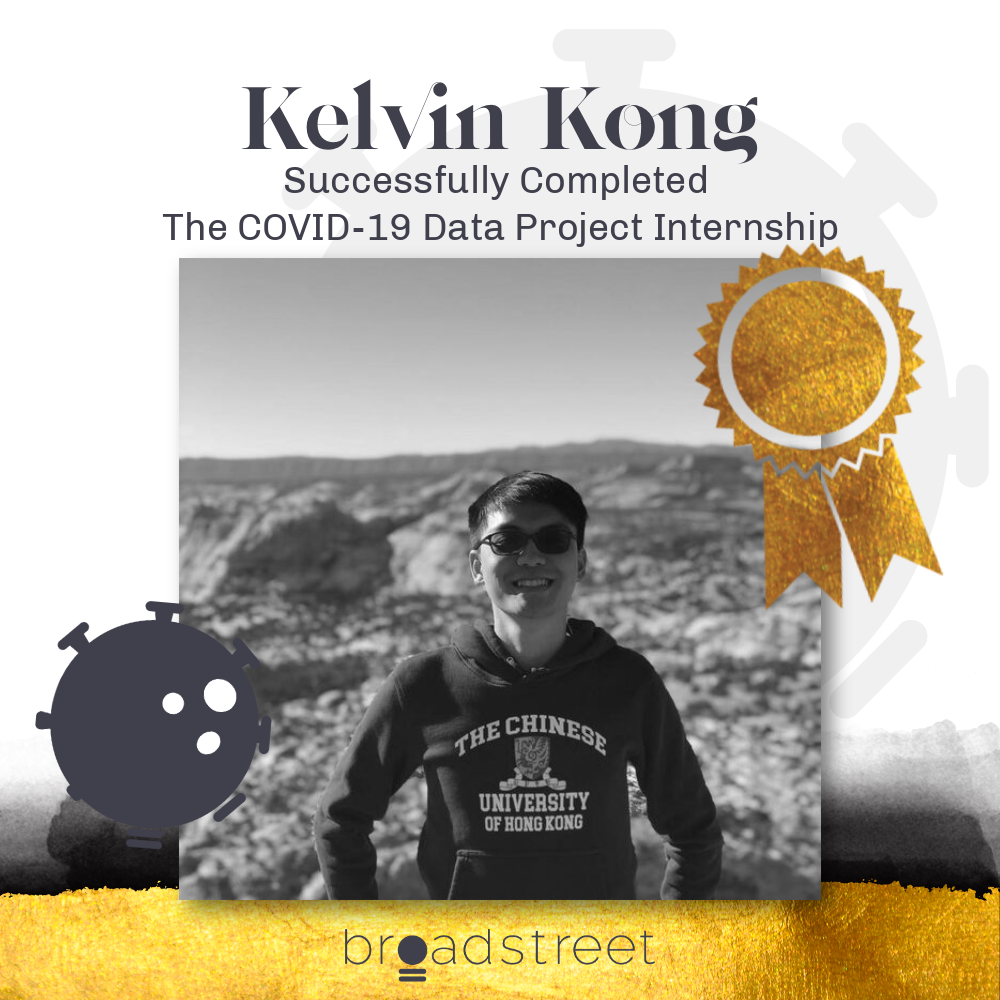 Kelvin Kong
Successfully Completed
The COVID-19 Data Project Internship
THE CHINESE
UNIVERSITY
OF HONG KONG
broadstreet